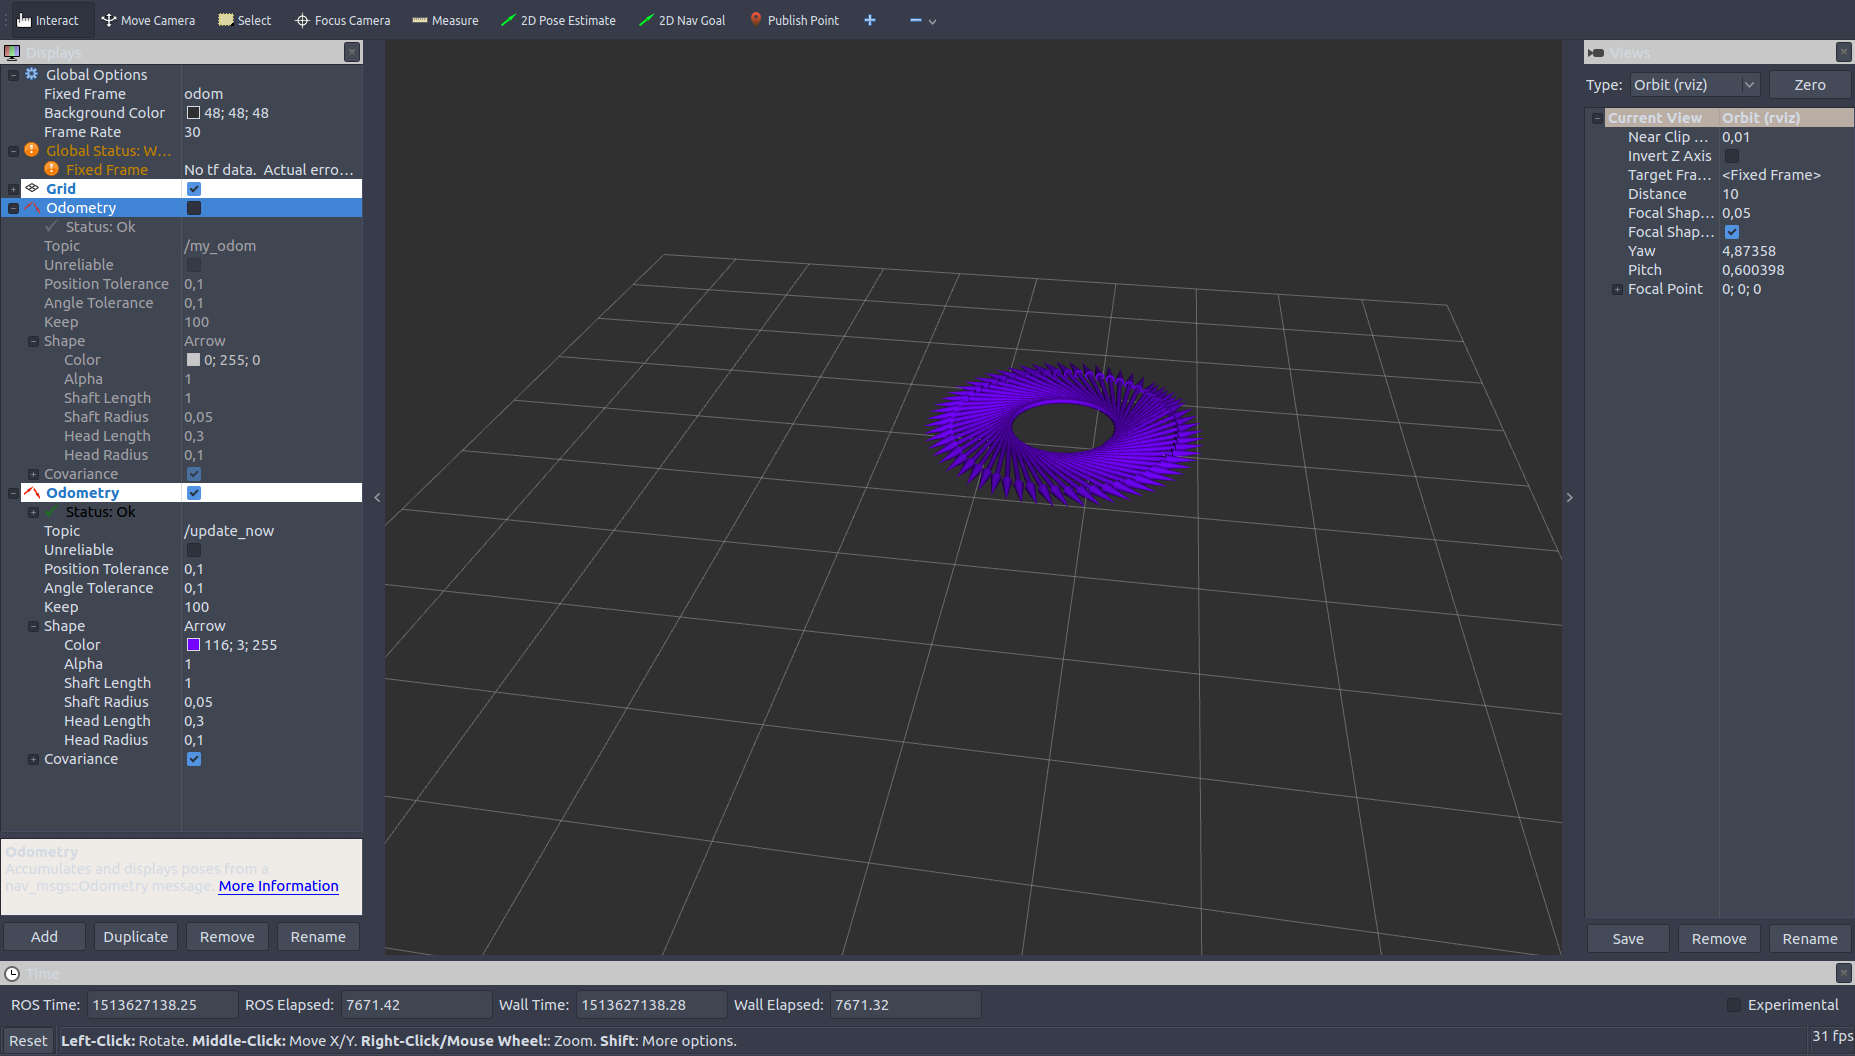 Interact Move Camera Select Focus Camera Measure 2D Pose Estimate 2D Nav Goal Publish Point
Displays
Global Options
Fixed Frame odom
Background Color 48; 48; 48
Frame Rate 30
Global Status: W...
Fixed Frame No tf data. Actual erro...
Grid
Odometry
Status: Ok
Topic /my_odom
Unreliable
Position Tolerance 0,1
Angle Tolerance 0,1
Keep 100
Shape Arrow
Color 0; 255; 0
Alpha 1
Shaft Length 1
Shaft Radius 0,05
Head Length 0,3
Head Radius 0,1
Covariance
Odometry
Status: Ok
Topic /update_now
Unreliable
Position Tolerance 0,1
Angle Tolerance 0,1
Keep 100
Shape Arrow
Color 116; 3; 255
Alpha 1
Shaft Length 1
Shaft Radius 0,05
Head Length 0,3
Head Radius 0,1
Covariance
Odometry
Accumulates and displays poses from a
nav_msgs::Odometry message. More Information
Add Duplicate Remove Rename
Views
Type: Orbit (rviz) Zero
Current View Orbit (rviz)
Near Clip ... 0,01
Invert Z Axis
Target Fra... <Fixed Frame>
Distance 10
Focal Shap... 0,05
Focal Shap...
Yaw 4,87358
Pitch 0,600398
Focal Point 0; 0; 0
Save Remove Rename
Time
ROS Time: 1513627138.25 ROS Elapsed: 7671.42 Wall Time: 1513627138.28 Wall Elapsed: 7671.32 Experimental
Reset Left-Click: Rotate. Middle-Click: Move X/Y. Right-Click/Mouse Wheel:: Zoom. Shift: More options. 31 fps